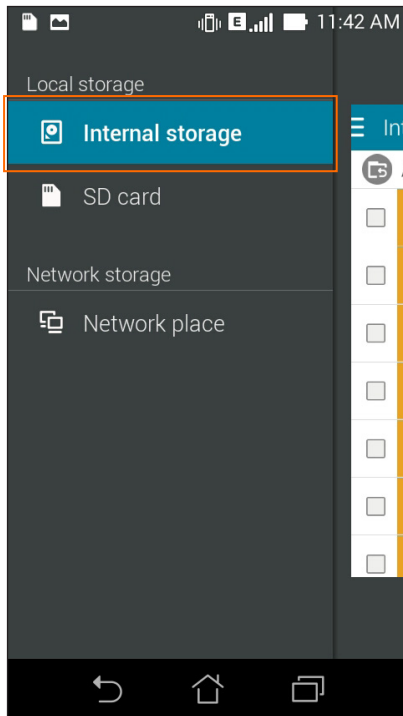 E 11:42 AM
Local storage
Internal storage
SD card
Network storage
Network place